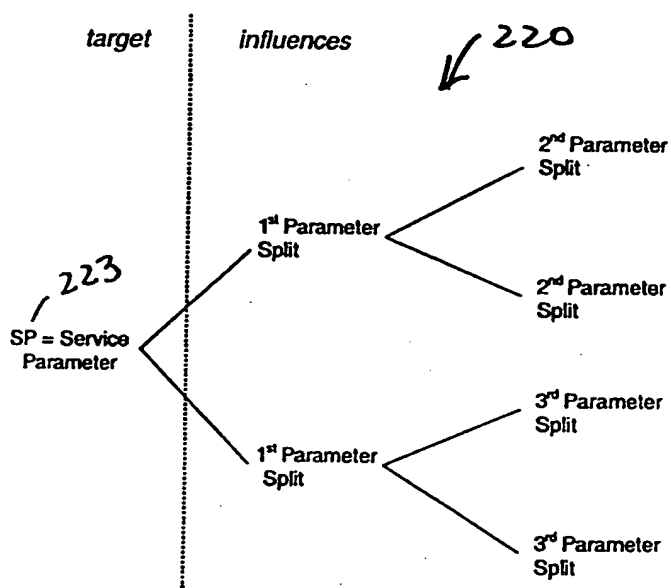 target
influences
220
2nd Parameter
Split
1st Parameter
Split
2nd Parameter
Split
223
SP = Service
Parameter
3rd Parameter
Split
1st Parameter
Split
3rd Parameter
Split